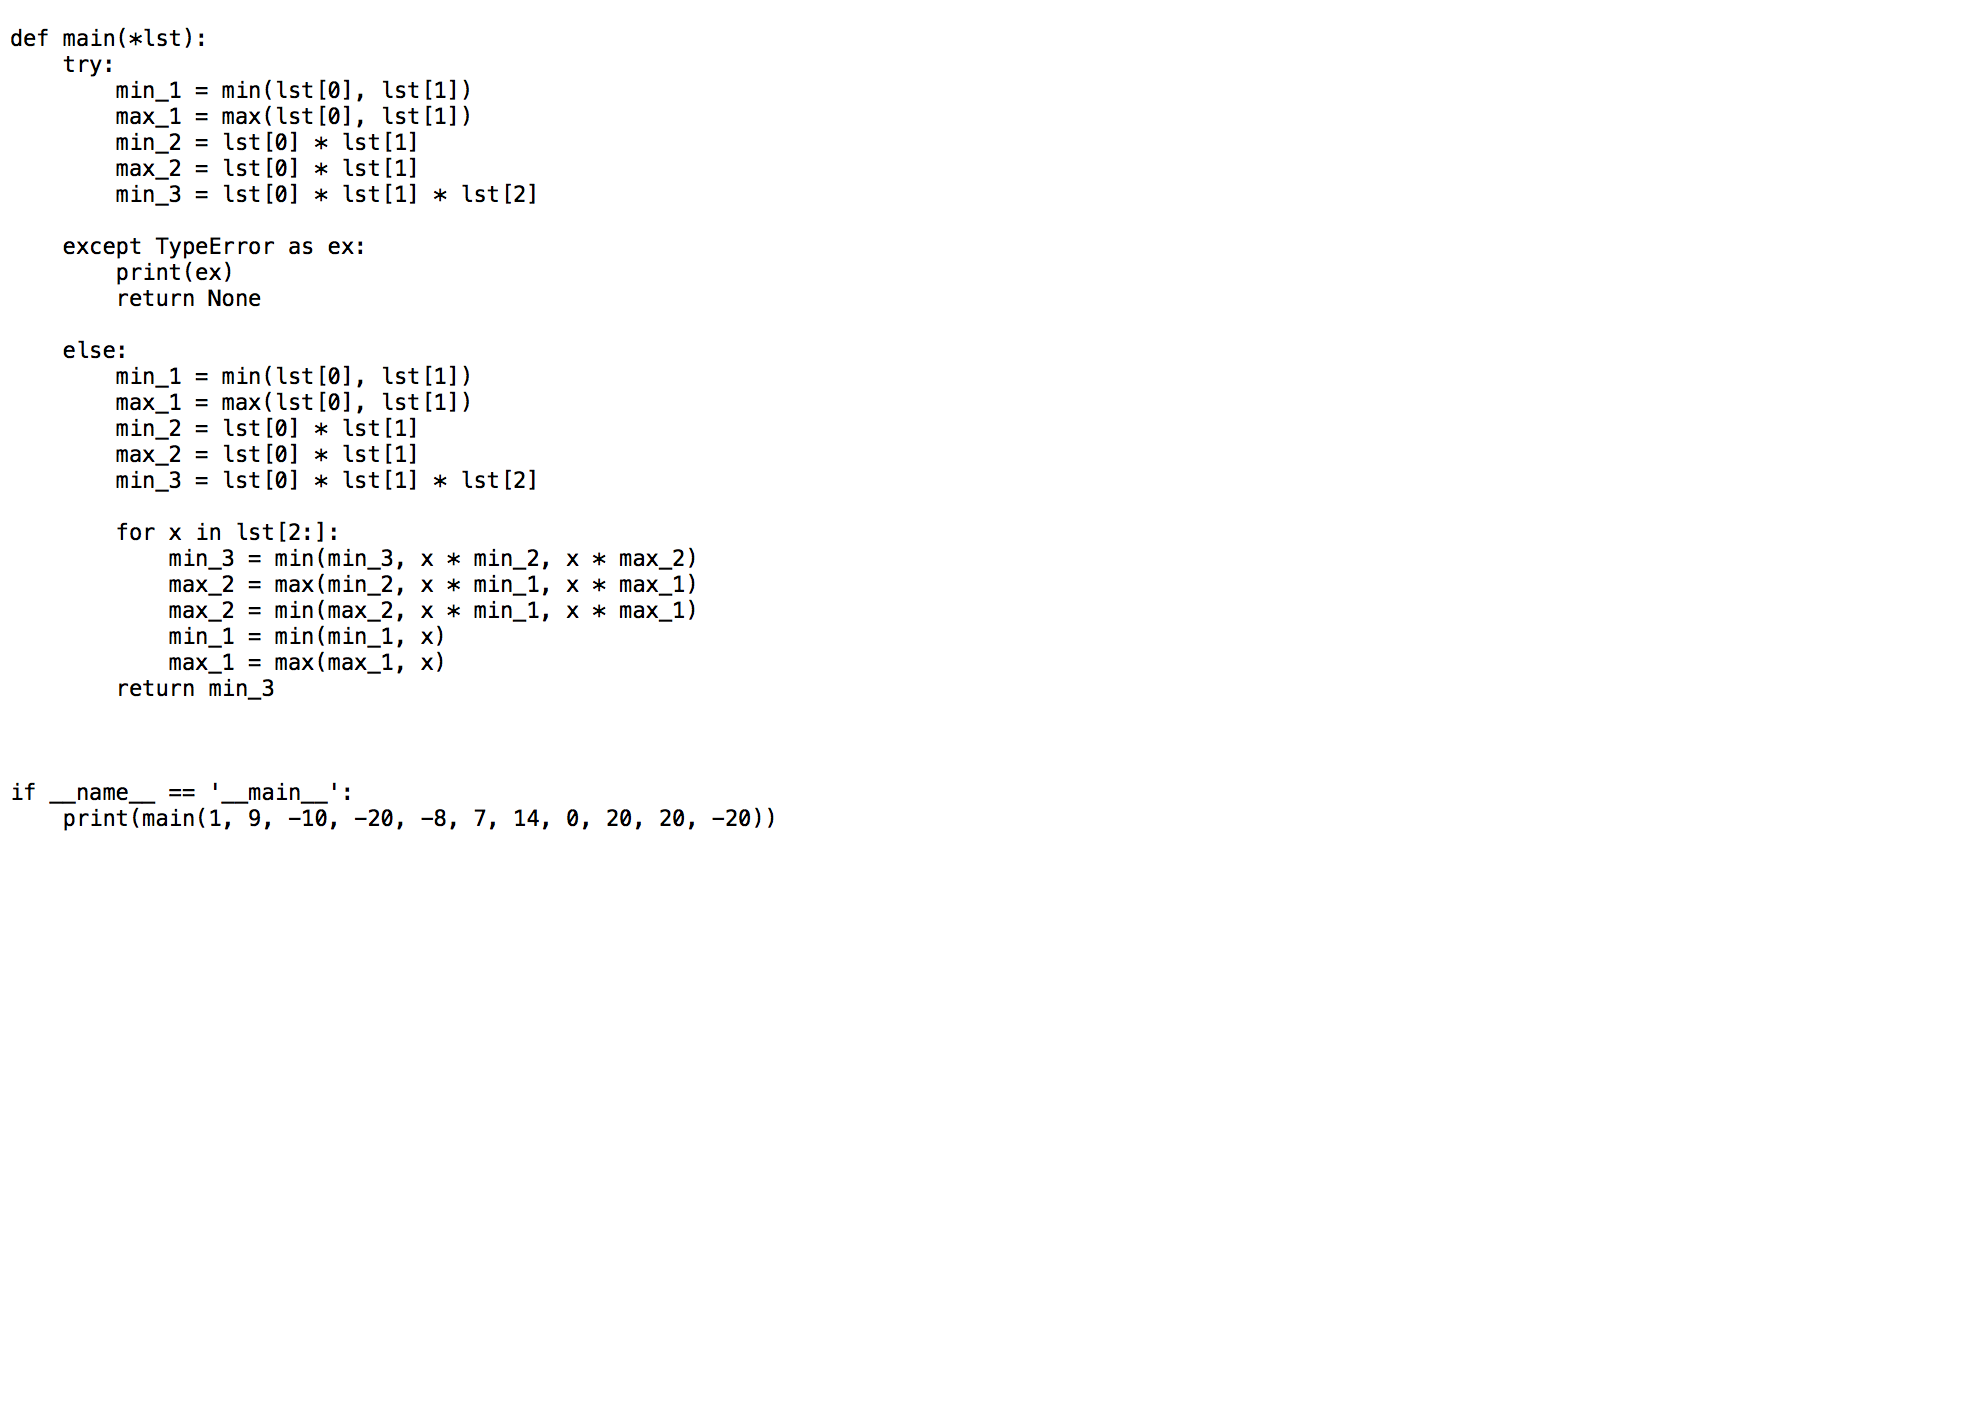 def main(*lst):
    try:
        min_1 = min(lst[0], lst[1])
        max_1 = max(lst[0], lst[1])
        min_2 = lst[0] * lst[1]
        max_2 = lst[0] * lst[1]
        min_3 = lst[0] * lst[1] * lst[2]

    except TypeError as ex:
        print(ex)
        return None

    else:
        min_1 = min(lst[0], lst[1])
        max_1 = max(lst[0], lst[1])
        min_2 = lst[0] * lst[1]
        max_2 = lst[0] * lst[1]
        min_3 = lst[0] * lst[1] * lst[2]

        for x in lst[2:]:
            min_3 = min(min_3, x * min_2, x * max_2)
            max_2 = max(min_2, x * min_1, x * max_1)
            max_2 = min(max_2, x * min_1, x * max_1)
            min_1 = min(min_1, x)
            max_1 = max(max_1, x)
        return min_3


if __name__ == '__main__':
    print(main(1, 9, −10, −20, −8, 7, 14, 0, 20, 20, −20))